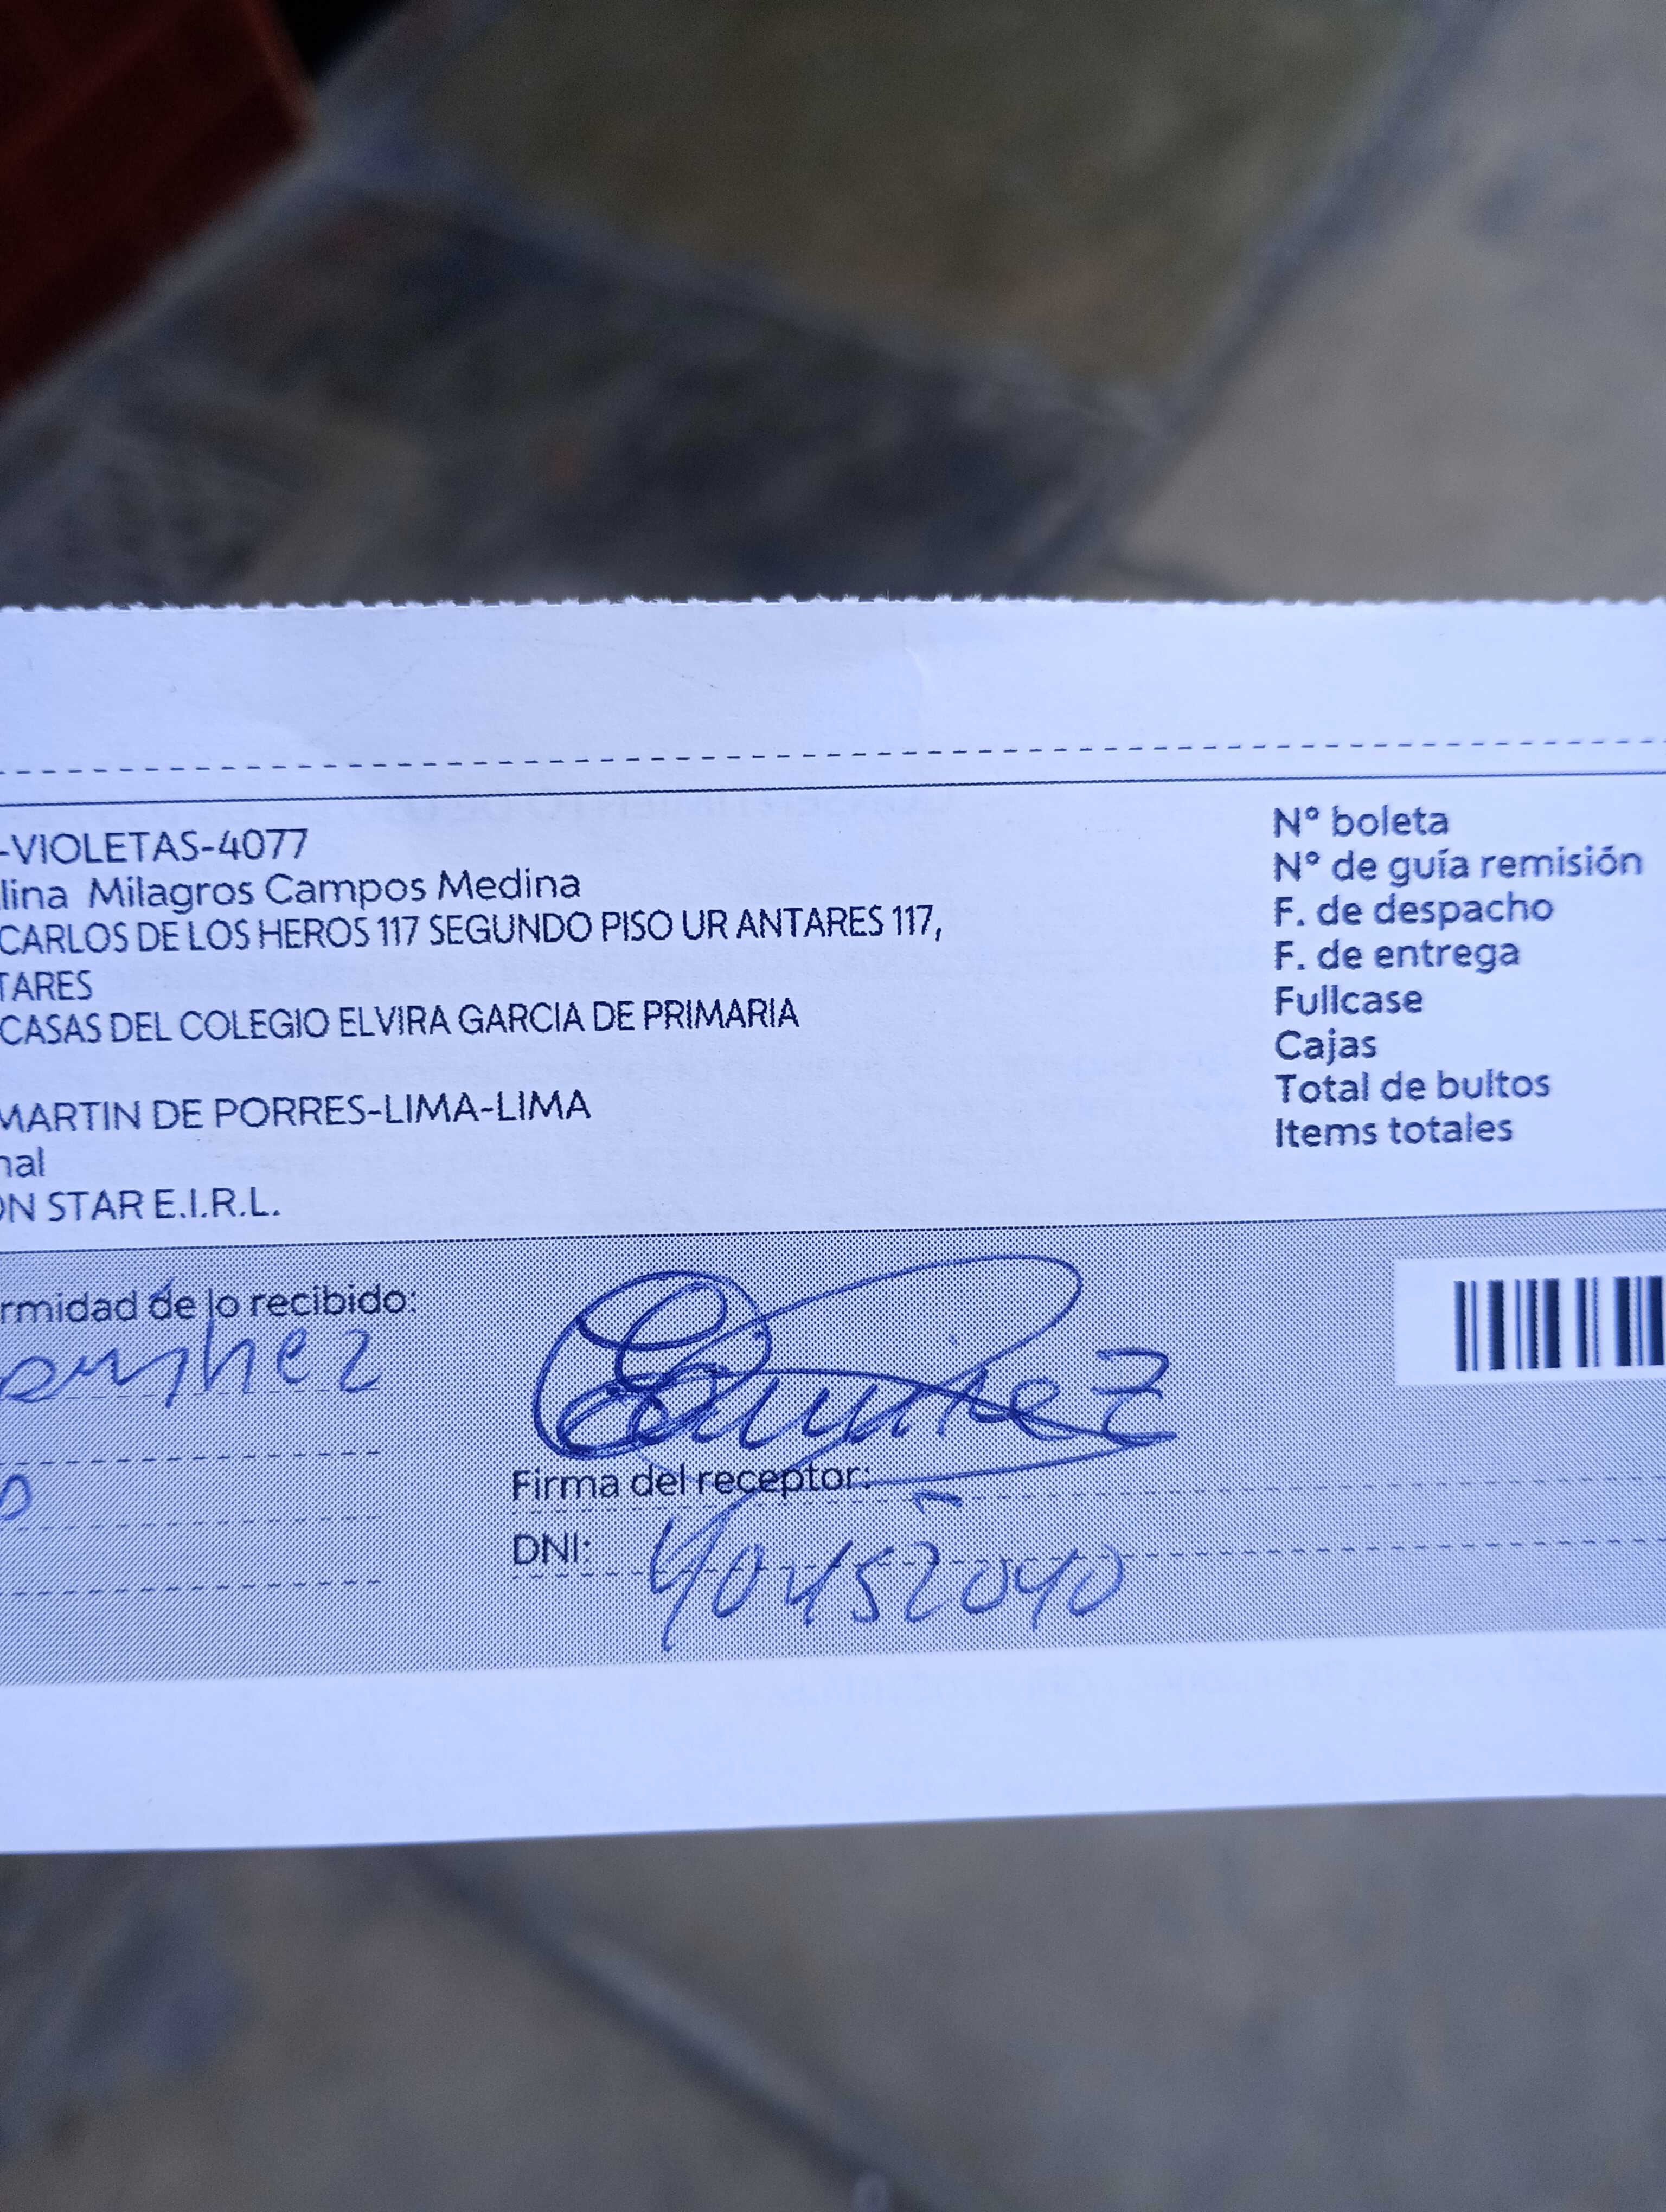 -VIOLETAS-4077
lina Milagros Campos Medina
CARLOS DE LOS HEROS 117 SEGUNDO PISO UR ANTARES 117,
TARES
CASAS DEL COLEGIO ELVIRA GARCIA DE PRIMARIA
MARTIN DE PORRES-LIMA-LIMA
nal
ON STAR E.I.R.L.
N° boleta
N° de guía remisión
F. de despacho
F. de entrega
Fullcase
Cajas
Total de bultos
Items totales
rmidad de lo recibido:
Firma del receptor:
DNI: 40452040